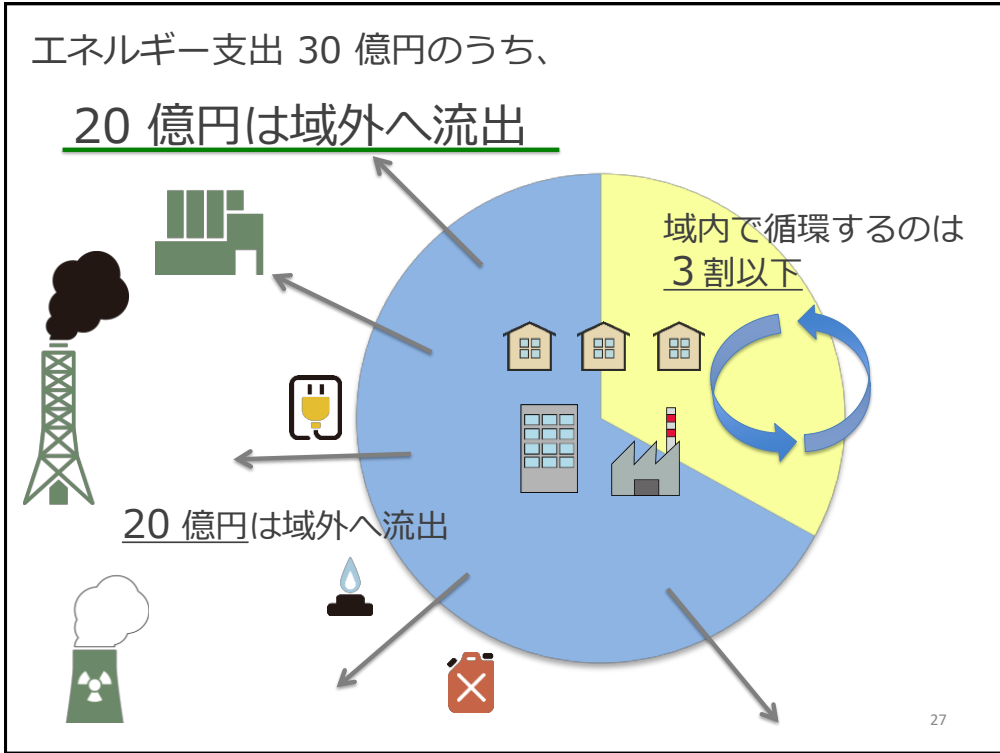 エネルギー支出 30 億円のうち、
20 億円は域外へ流出
域内で循環するのは
3 割以下
20 億円は域外へ流出
27